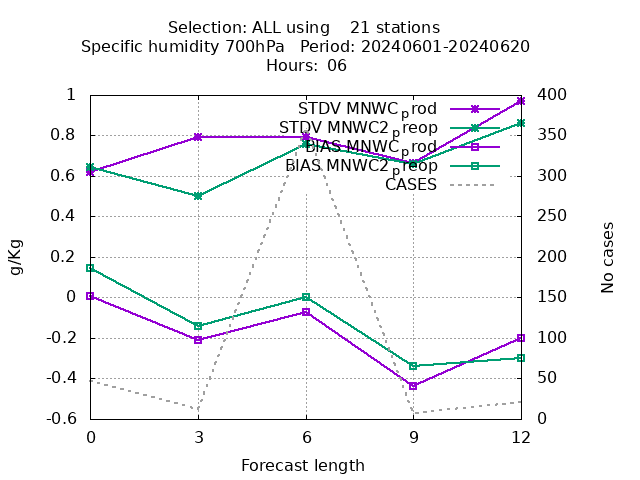 Selection: ALL using 21 stations
Specific humidity 700hPa Period: 20240601-20240620
Hours: 06
1
0.8
0.6
0.4
0.2
0
-0.2
-0.4
-0.6
400
350
300
250
200
150
100
50
0
STDV MNWC_prod
STDV MNWC2_preop
BIAS MNWC_prod
BIAS MNWC2_preop
CASES
g/Kg
No cases
0 3 6 9 12
Forecast length